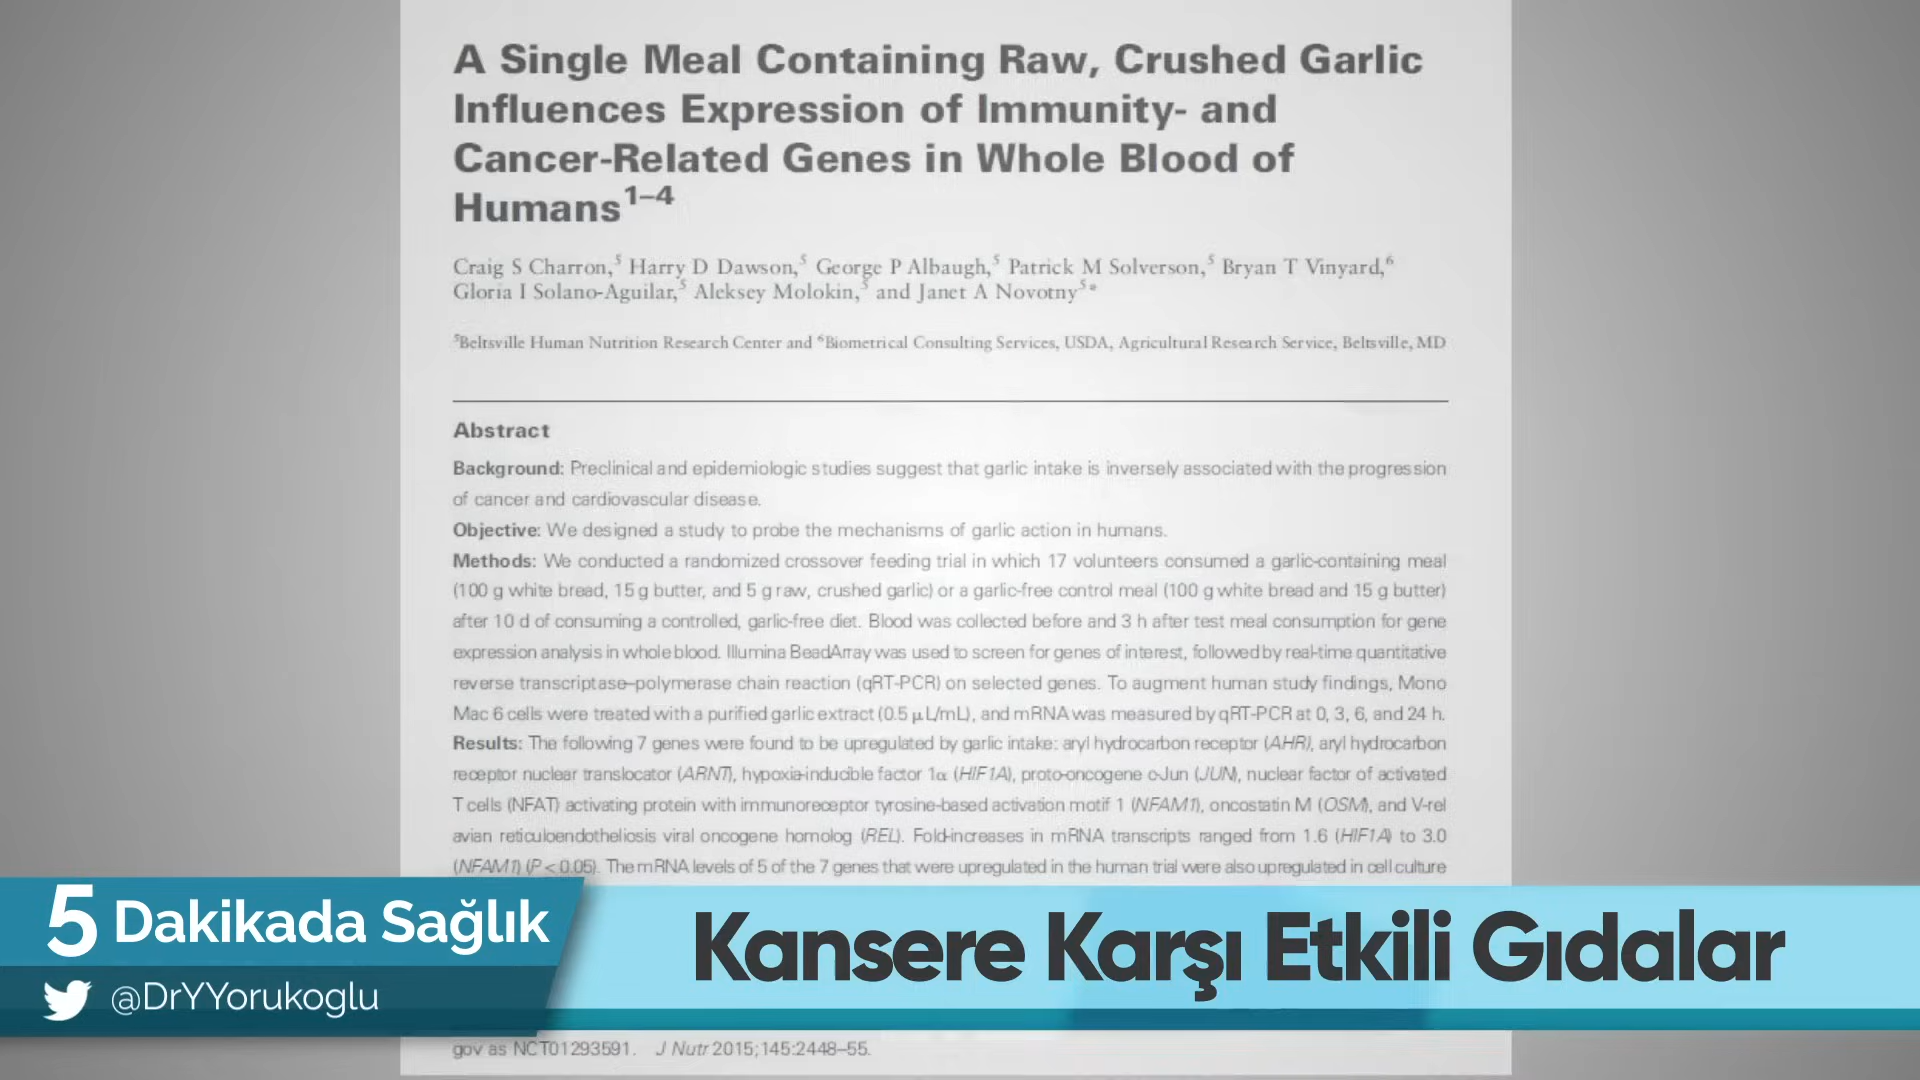 A Single Meal Containing Raw, Crushed Garlic
Influences Expression of Immunity- and
Cancer-Related Genes in Whole Blood of
Humans1–4
Craig S Charron,5 Harry D Dawson,5 George P Albaugh,5 Patrick M Solverson,5 Bryan T Vinyard,6
Gloria I Solano-Aguilar,5 Aleksey Molokin,5 and Janet A Novotny5*
5Beltsville Human Nutrition Research Center and 6Biometrical Consulting Services, USDA, Agricultural Research Service, Beltsville, MD
Abstract
Background: Preclinical and epidemiologic studies suggest that garlic intake is inversely associated with the progression
of cancer and cardiovascular disease.
Objective: We designed a study to probe the mechanisms of garlic action in humans.
Methods: We conducted a randomized crossover feeding trial in which 17 volunteers consumed a garlic-containing meal
(100 g white bread, 15 g butter, and 5 g raw, crushed garlic) or a garlic-free control meal (100 g white bread and 15 g butter)
after 10 d of consuming a controlled, garlic-free diet. Blood was collected before and 3 h after test meal consumption for gene
expression analysis in whole blood. Illumina BeadArray was used to screen for genes of interest, followed by real-time quantitative
reverse transcriptase–polymerase chain reaction (qRT-PCR) on selected genes. To augment human study findings, Mono
Mac 6 cells were treated with a purified garlic extract (0.5 μL/mL), and mRNA was measured by qRT-PCR at 0, 3, 6, and 24 h.
Results: The following 7 genes were found to be upregulated by garlic intake: aryl hydrocarbon receptor (AHR), aryl hydrocarbon
receptor nuclear translocator (ARNT), hypoxia-inducible factor 1α (HIF1A), proto-oncogene c-Jun (JUN), nuclear factor of activated
T cells (NFAT) activating protein with immunoreceptor tyrosine-based activation motif 1 (NFAM1), oncostatin M (OSM), and V-rel
avian reticuloendotheliosis viral oncogene homolog (REL). Fold-increases in mRNA transcripts ranged from 1.6 (HIF1A) to 3.0
(NFAM1) (P < 0.05). The mRNA levels of 5 of the 7 genes that were upregulated in the human trial were also upregulated in cell culture
5 Dakikada Sağlık
Kansere Karşı Etkili Gıdalar
@DrYYorukoglu
gov as NCT01293591. J Nutr 2015;145:2448–55.